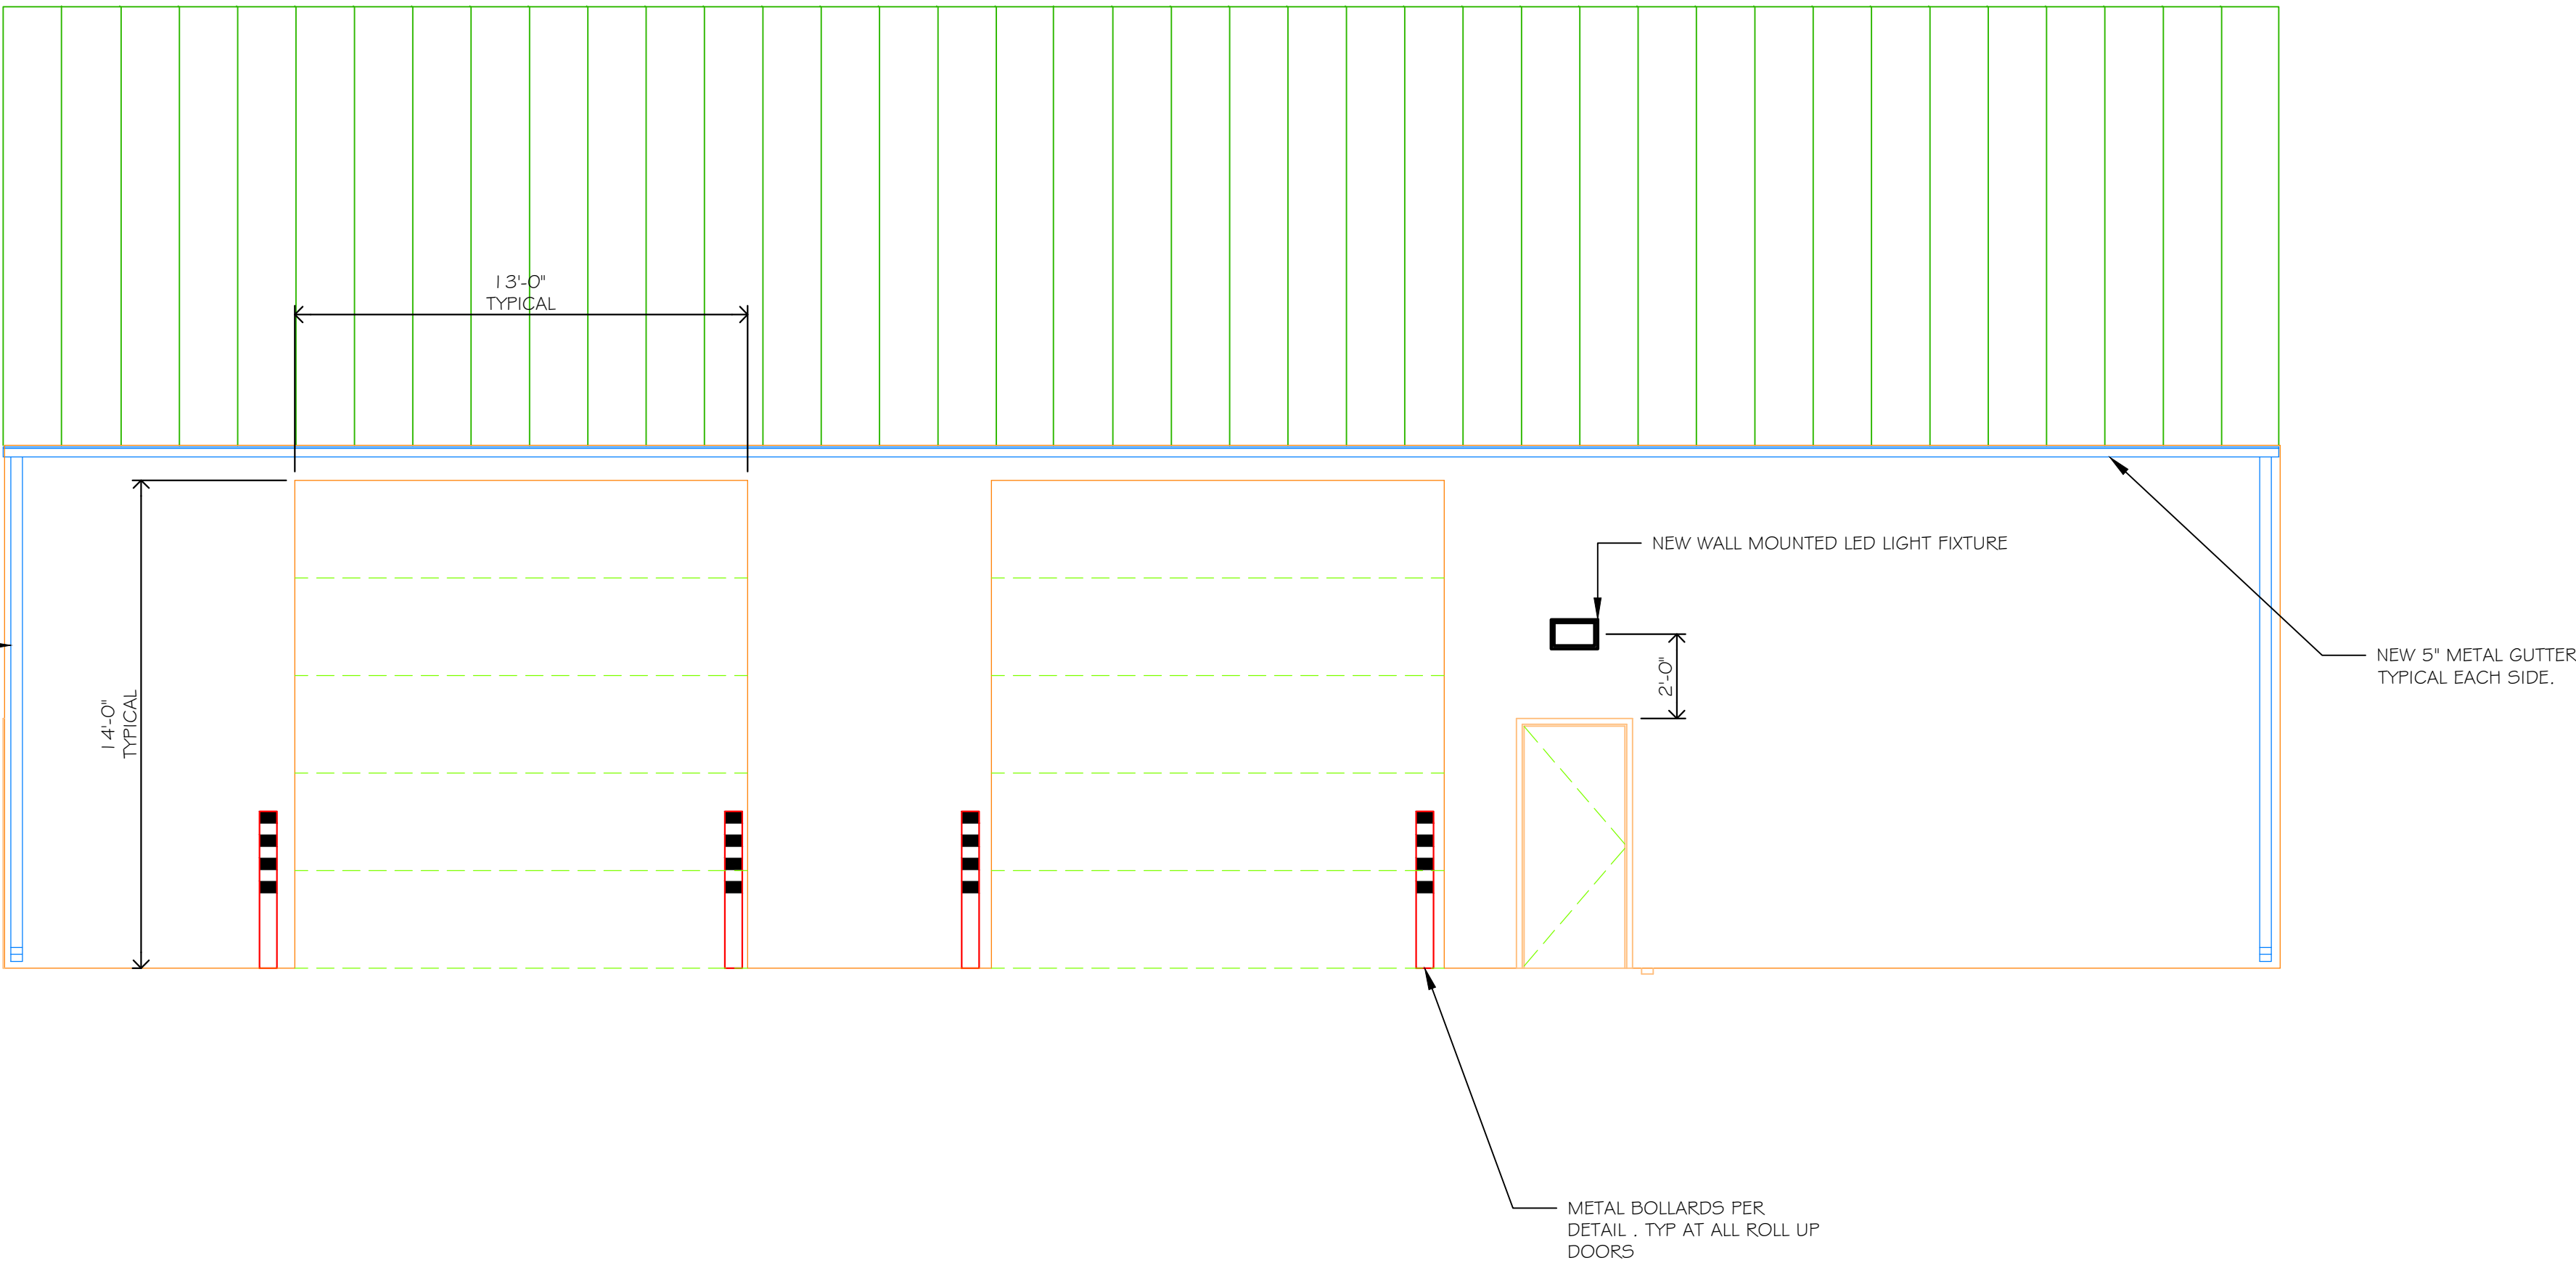 13'-0"
TYPICAL
NEW WALL MOUNTED LED LIGHT FIXTURE
2'-0"
NEW 5" METAL GUTTER
TYPICAL EACH SIDE.
14'-0"
TYPICAL
METAL BOLLARDS PER
DETAIL . TYP AT ALL ROLL UP
DOORS